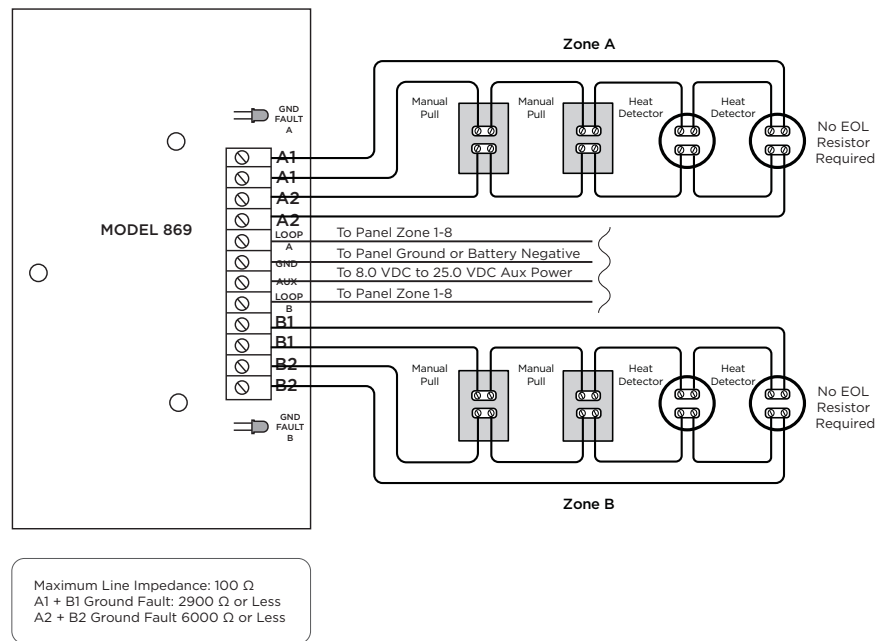 Zone A
GND
FAULT
A
Manual
Pull
Manual
Pull
Heat
Detector
Heat
Detector
No EOL
Resistor
Required
MODEL 869
A1
A1
A2
A2
LOOP
A
GND
AUX
LOOP
B
B1
B1
B2
B2
To Panel Zone 1-8
To Panel Ground or Battery Negative
To 8.0 VDC to 25.0 VDC Aux Power
To Panel Zone 1-8
Manual
Pull
Manual
Pull
Heat
Detector
Heat
Detector
No EOL
Resistor
Required
GND
FAULT
B
Zone B
Maximum Line Impedance: 100 Ω
A1 + B1 Ground Fault: 2900 Ω or Less
A2 + B2 Ground Fault 6000 Ω or Less